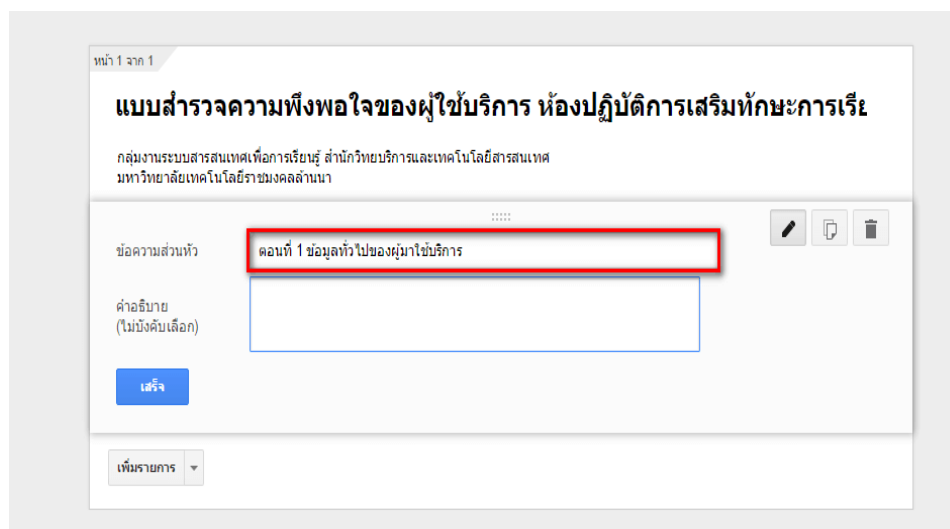 หน้า 1 จาก 1
แบบสำรวจความพึงพอใจของผู้ใช้บริการ ห้องปฏิบัติการเสริมทักษะการเรีย
กลุ่มงานระบบสารสนเทศเพื่อการเรียนรู้ สำนักวิทยบริการและเทคโนโลยีสารสนเทศ
มหาวิทยาลัยเทคโนโลยีราชมงคลล้านนา
ข้อความส่วนหัว
ตอนที่ 1 ข้อมูลทั่วไปของผู้มาใช้บริการ
คำอธิบาย
(ไม่บังคับเลือก)
เสร็จ
เพิ่มรายการ